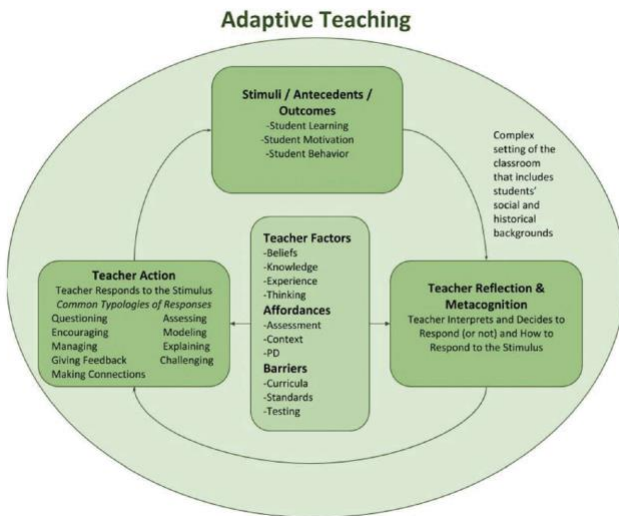 Adaptive Teaching
Stimuli / Antecedents /
Outcomes
-Student Learning
-Student Motivation
-Student Behavior
Complex
setting of the
classroom
that includes
students'
social and
historical
backgrounds
Teacher Factors
-Beliefs
-Knowledge
-Experience
-Thinking
Affordances
-Assessment
-Context
-PD
Barriers
-Curricula
-Standards
-Testing
Teacher Action
Teacher Responds to the Stimulus
Common Typologies of Responses
Questioning Assessing
Encouraging Modeling
Managing Explaining
Giving Feedback Challenging
Making Connections
Teacher Reflection &
Metacognition
Teacher Interprets and Decides to
Respond (or not) and How to
Respond to the Stimulus